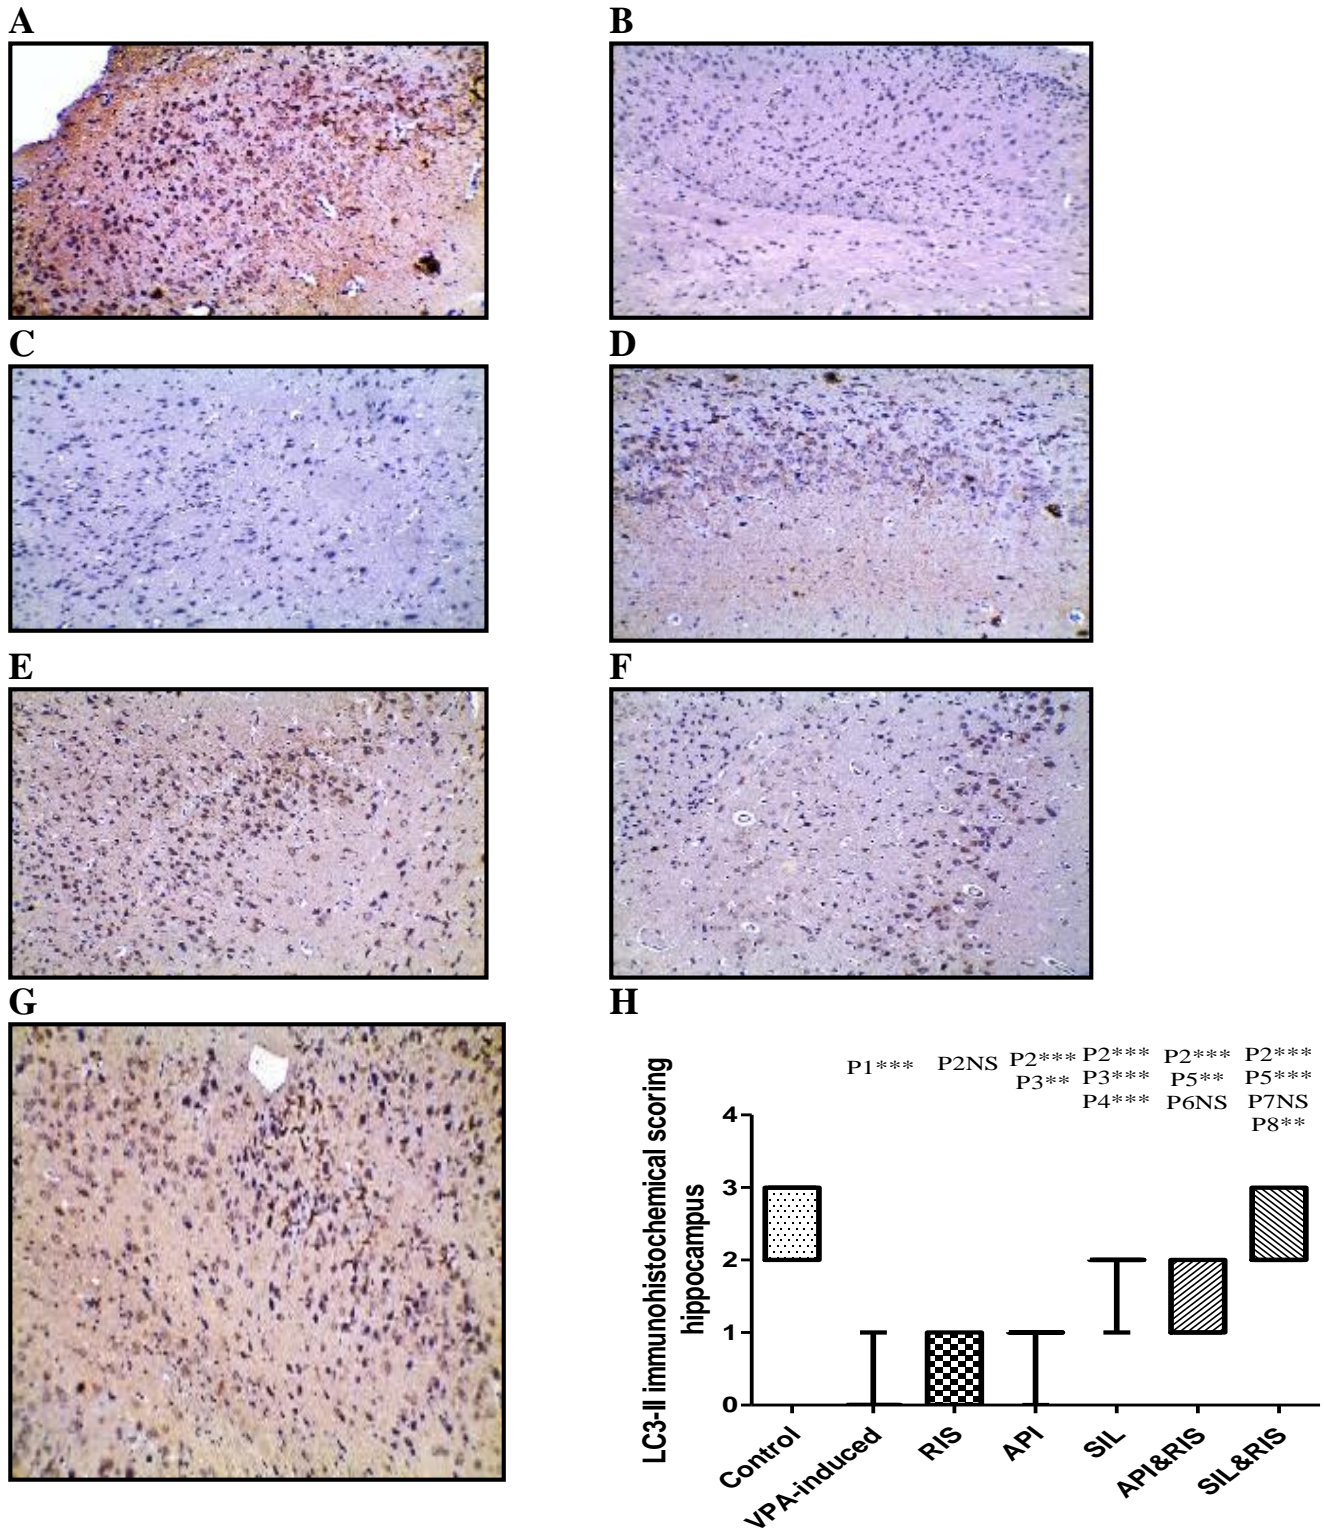 A
B
C
D
E
F
G
H
P1***
P2NS
P2***
P3**
P2***
P3***
P4***
P2***
P5**
P6NS
P2***
P5***
P7NS
P8**
LC3-II immunohistochemical scoring
hippocampus
4
3
2
1
0
Control
VPA-induced
RIS
API
SIL
API&RIS
SIL&RIS